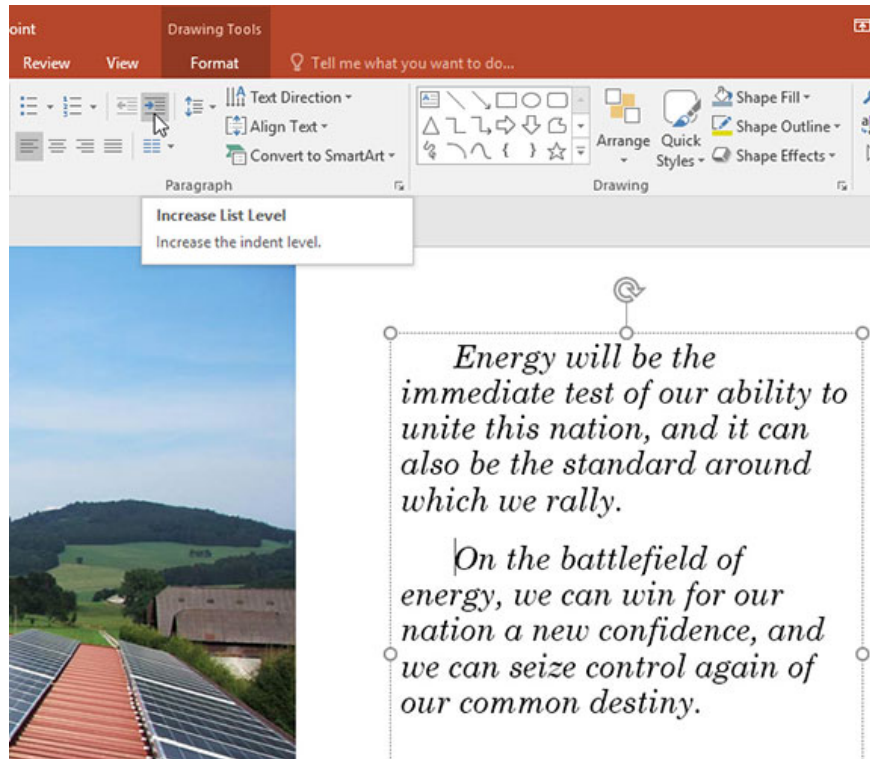 oint
Drawing Tools
Review View Format Tell me what you want to do...
Text Direction
Align Text
Convert to SmartArt
Paragraph
Arrange
Quick
Styles
Shape Fill
Shape Outline
Shape Effects
Drawing
Increase List Level
Increase the indent level.
Energy will be the
immediate test of our ability to
unite this nation, and it can
also be the standard around
which we rally.
On the battlefield of
energy, we can win for our
nation a new confidence, and
we can seize control again of
our common destiny.